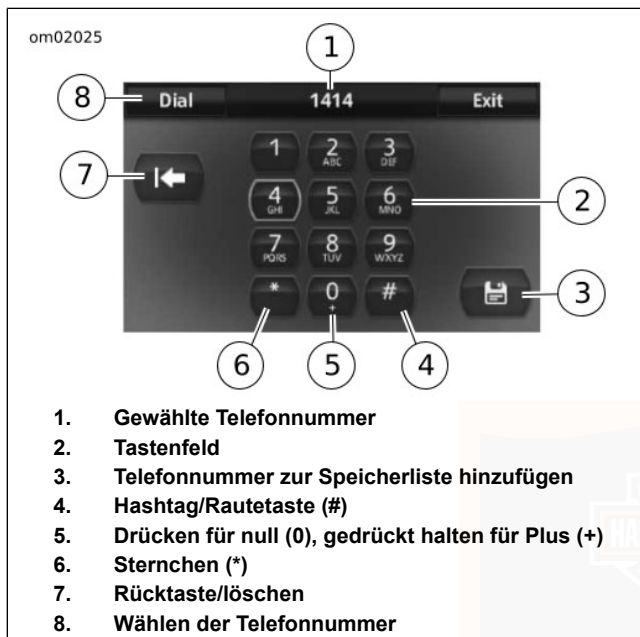 om02025
1
8 Dial 1414 Exit
1 2 ABC 3 DEF
7
4 GHI 5 JKL 6 MNO 2
7 PQRS 8 TUV 9 WXYZ
* 0 + # 3
6 5 4
1. Gewählte Telefonnummer
2. Tastenfeld
3. Telefonnummer zur Speicherliste hinzufügen
4. Hashtag/Rautetaste (#)
5. Drücken für null (0), gedrückt halten für Plus (+)
6. Sternchen (*)
7. Rücktaste/löschen
8. Wählen der Telefonnummer